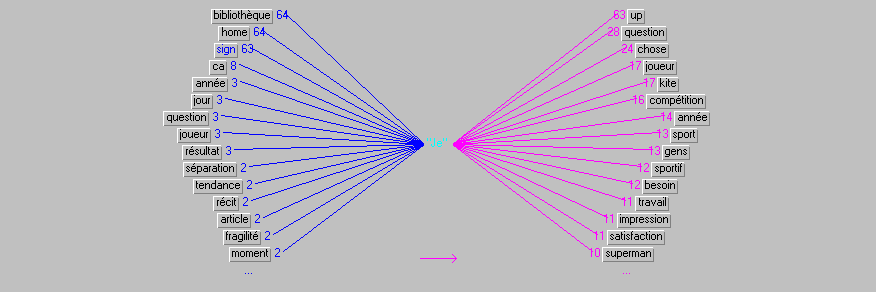 bibliothèque 64
home 64
sign 63
ca 8
année 3
jour 3
question 3
joueur 3
résultat 3
séparation 2
tendance 2
récit 2
article 2
fragilité 2
moment 2
...
"Je"
63 up
28 question
24 chose
17 joueur
17 kite
16 compétition
14 année
13 sport
13 gens
12 sportif
12 besoin
11 travail
11 impression
11 satisfaction
10 superman
...